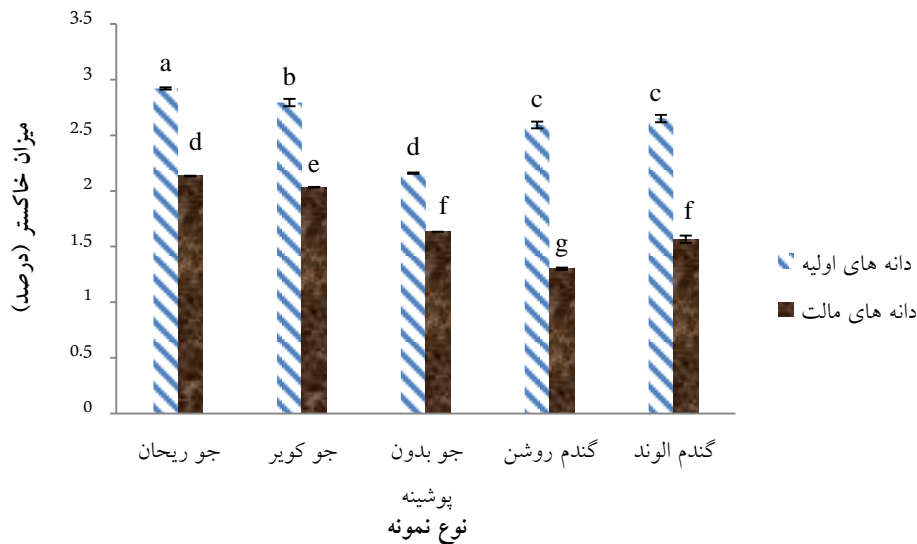 3.5
3
2.5
2
1.5
1
0.5
0
میزان خاکستر (درصد)
a
d
b
e
d
f
c
g
c
f
جو ریحان
جو کویر
جو بدون
پوشینه
گندم روشن
گندم الوند
نوع نمونه
دانه های اولیه
دانه های مالت